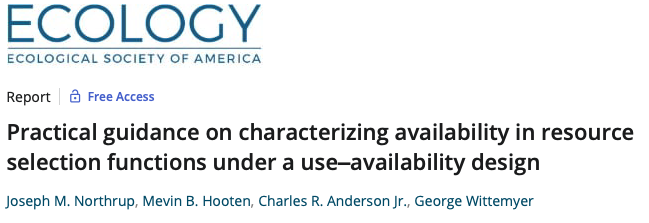 ECOLOGY
ECOLOGICAL SOCIETY OF AMERICA
Report Free Access
Practical guidance on characterizing availability in resource
selection functions under a use–availability design
Joseph M. Northrup, Mevin B. Hooten, Charles R. Anderson Jr., George Wittemyer